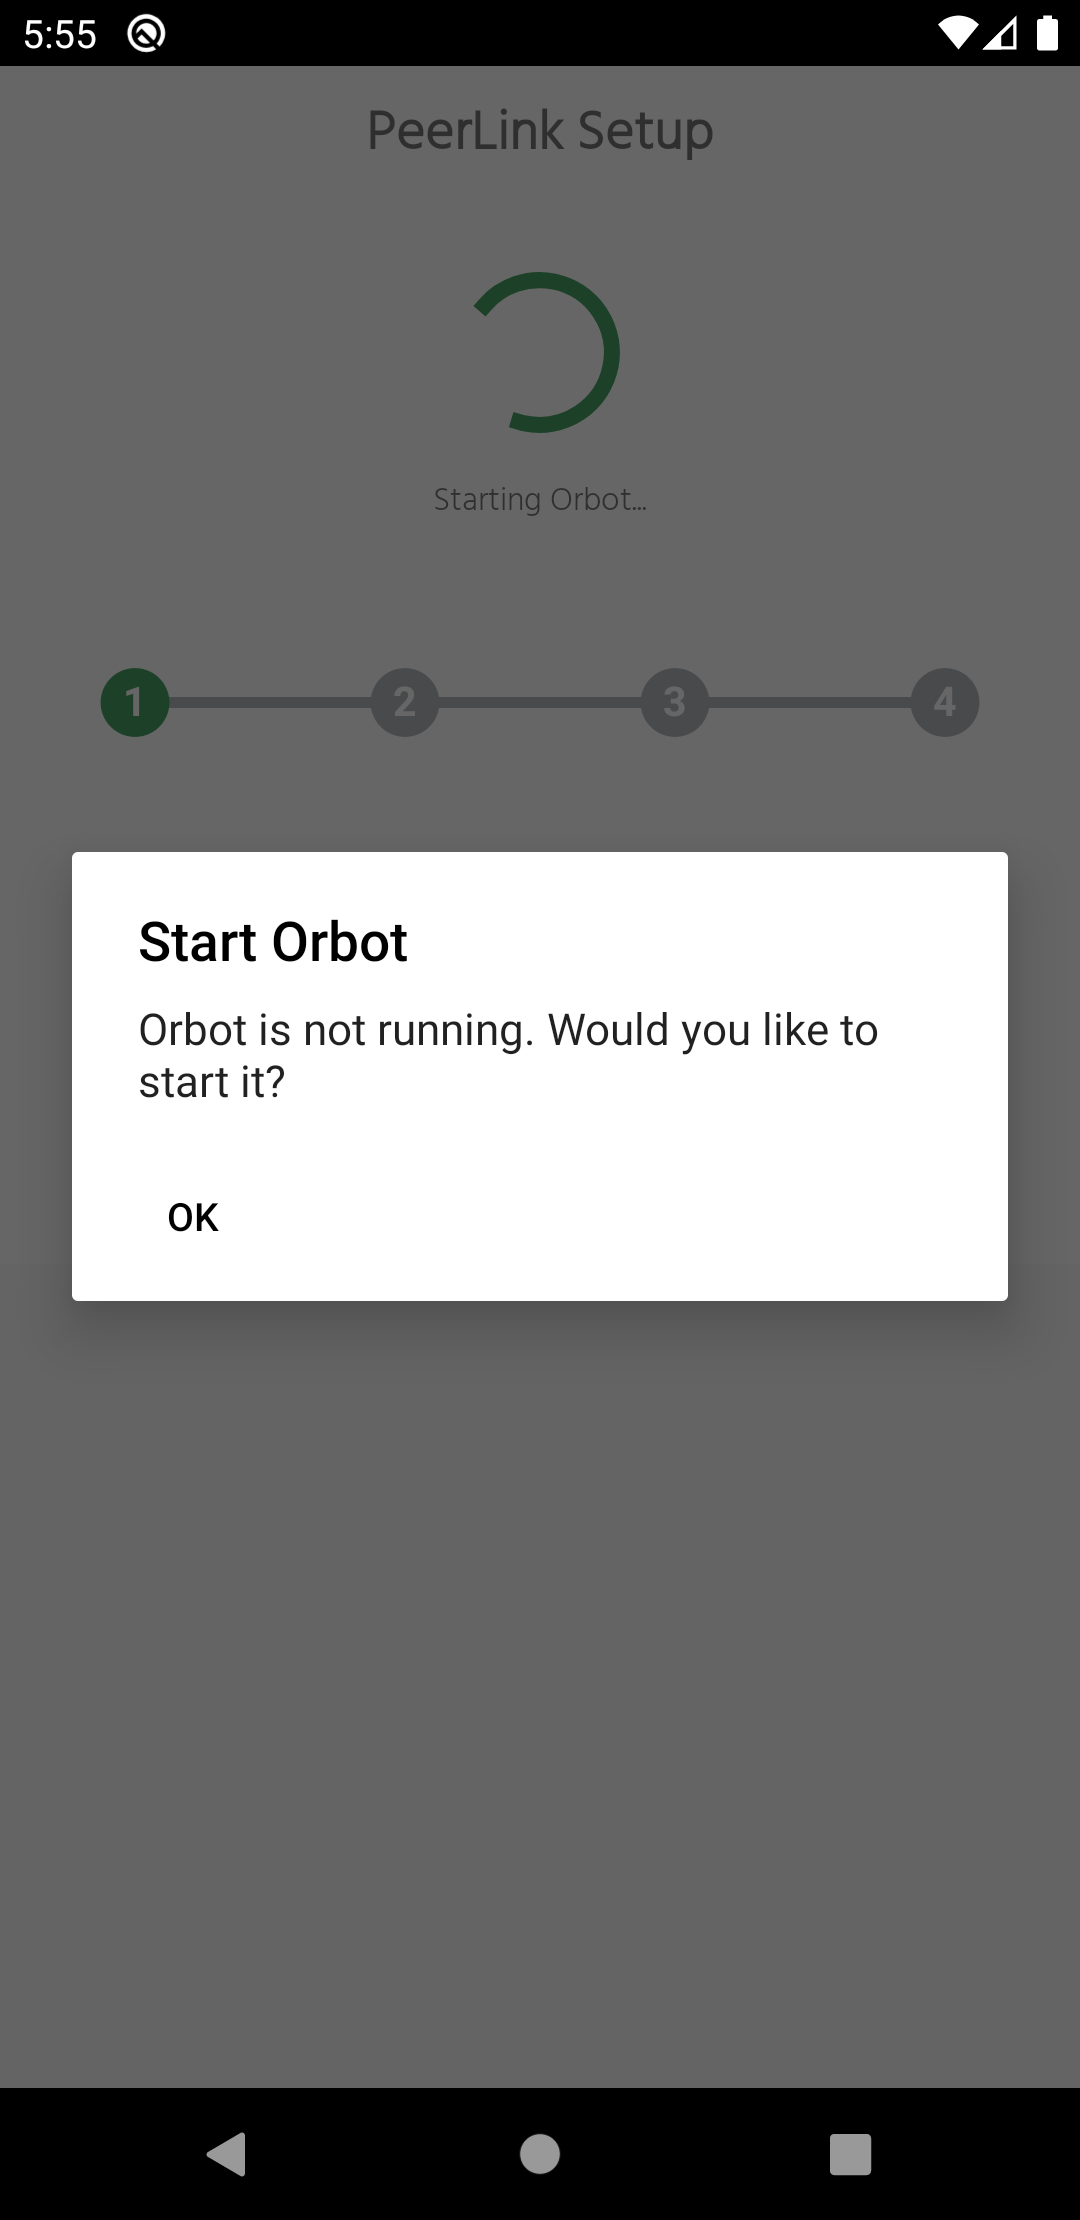 5:55
PeerLink Setup
Starting Orbot...
1 2 3 4
Start Orbot
Orbot is not running. Would you like to
start it?
OK